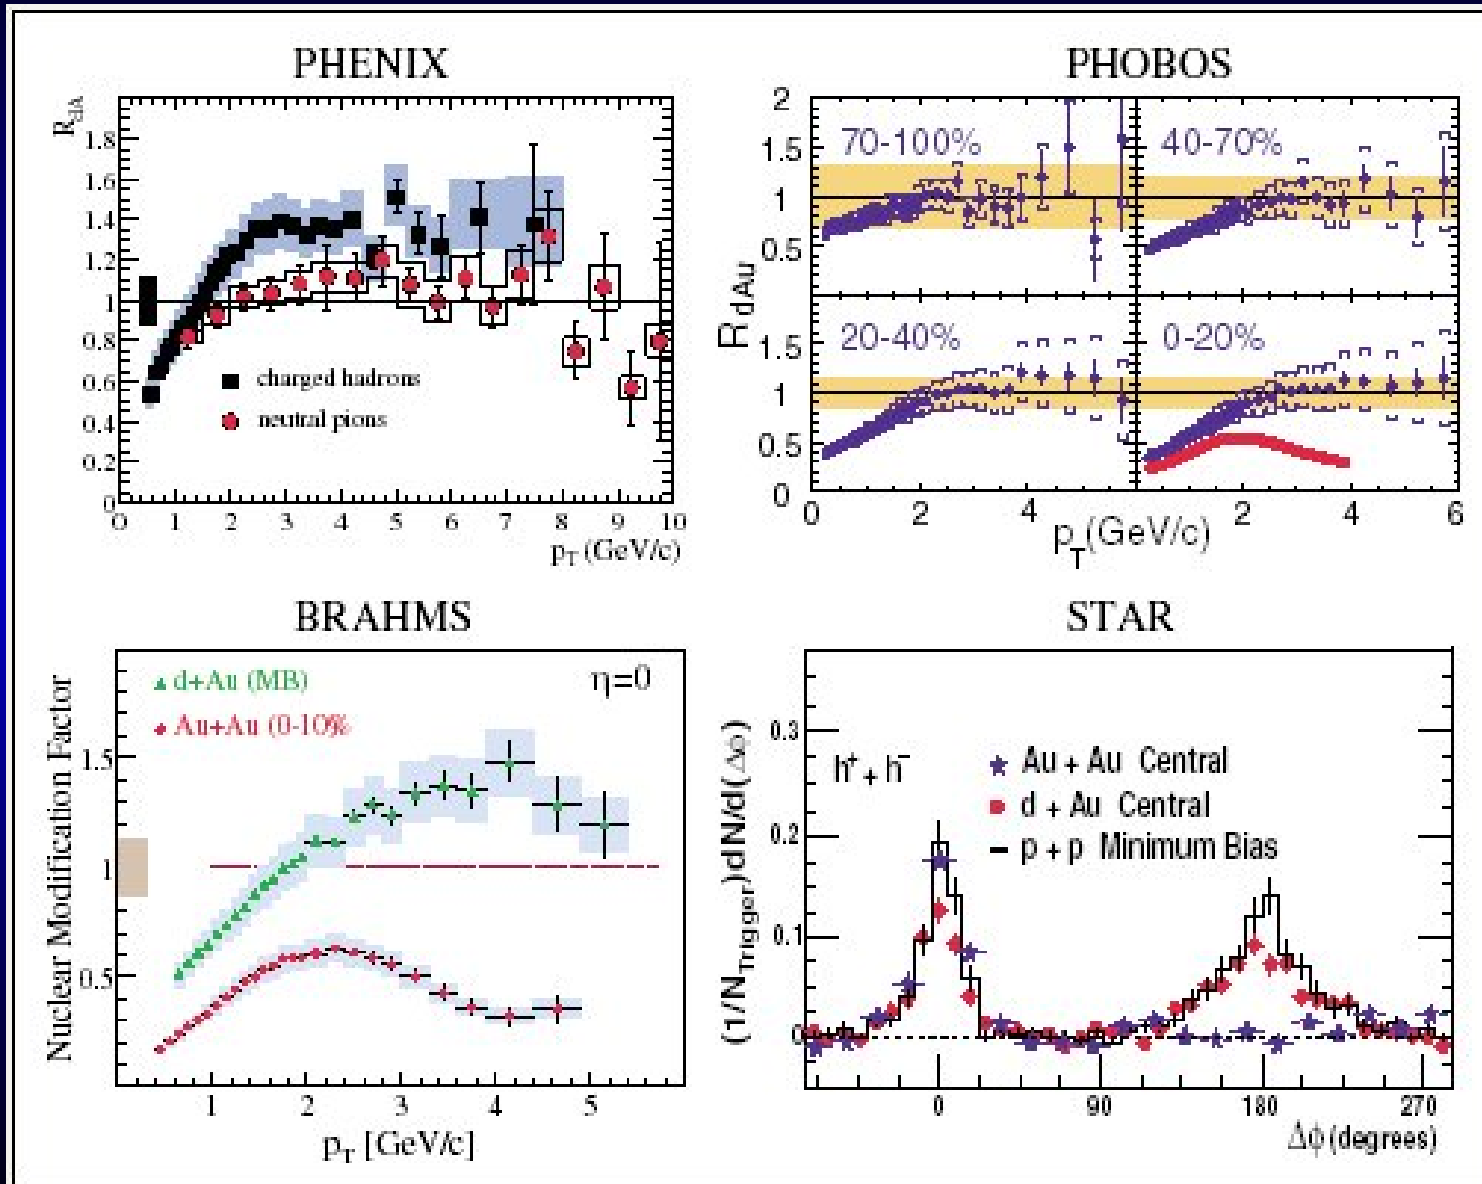 PHENIX
R_dA
1.8
1.6
1.4
1.2
1
0.8
0.6
0.4
0.2
0
charged hadrons
neutral pions
0 1 2 3 4 5 6 7 8 9 10
p_T (GeV/c)
PHOBOS
R_dAu
2
1.5
1
0.5
1.5
1
0.5
0
70-100%
40-70%
20-40%
0-20%
0 2 4 2 4 6
p_T (GeV/c)
BRAHMS
Nuclear Modification Factor
d+Au (MB)
η=0
Au+Au (0-10%
1.5
1
0.5
1 2 3 4 5
p_T [GeV/c]
STAR
(1/N_Trigger)dN/d(Δϕ)
0.3
0.2
0.1
0
h⁺ + h⁻
Au + Au Central
d + Au Central
p + p Minimum Bias
0 90 180 270
Δϕ (degrees)